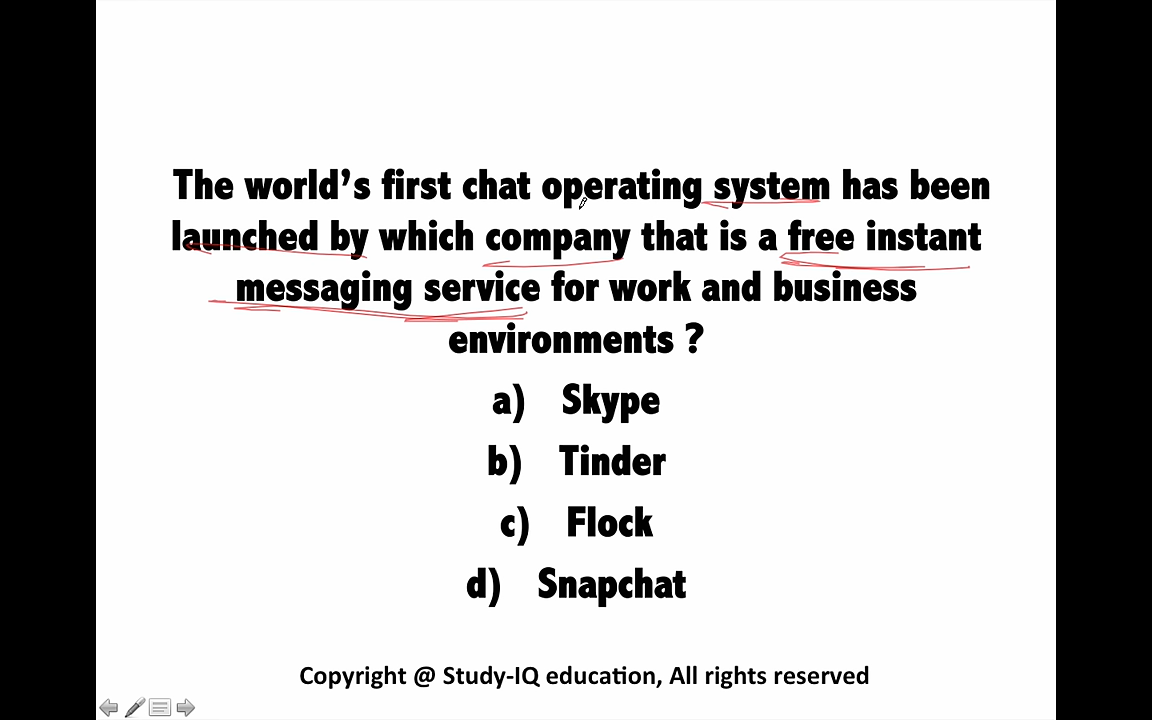 The world’s first chat operating system has been
launched by which company that is a free instant
messaging service for work and business
environments ?
a) Skype
b) Tinder
c) Flock
d) Snapchat
Copyright @ Study-IQ education, All rights reserved